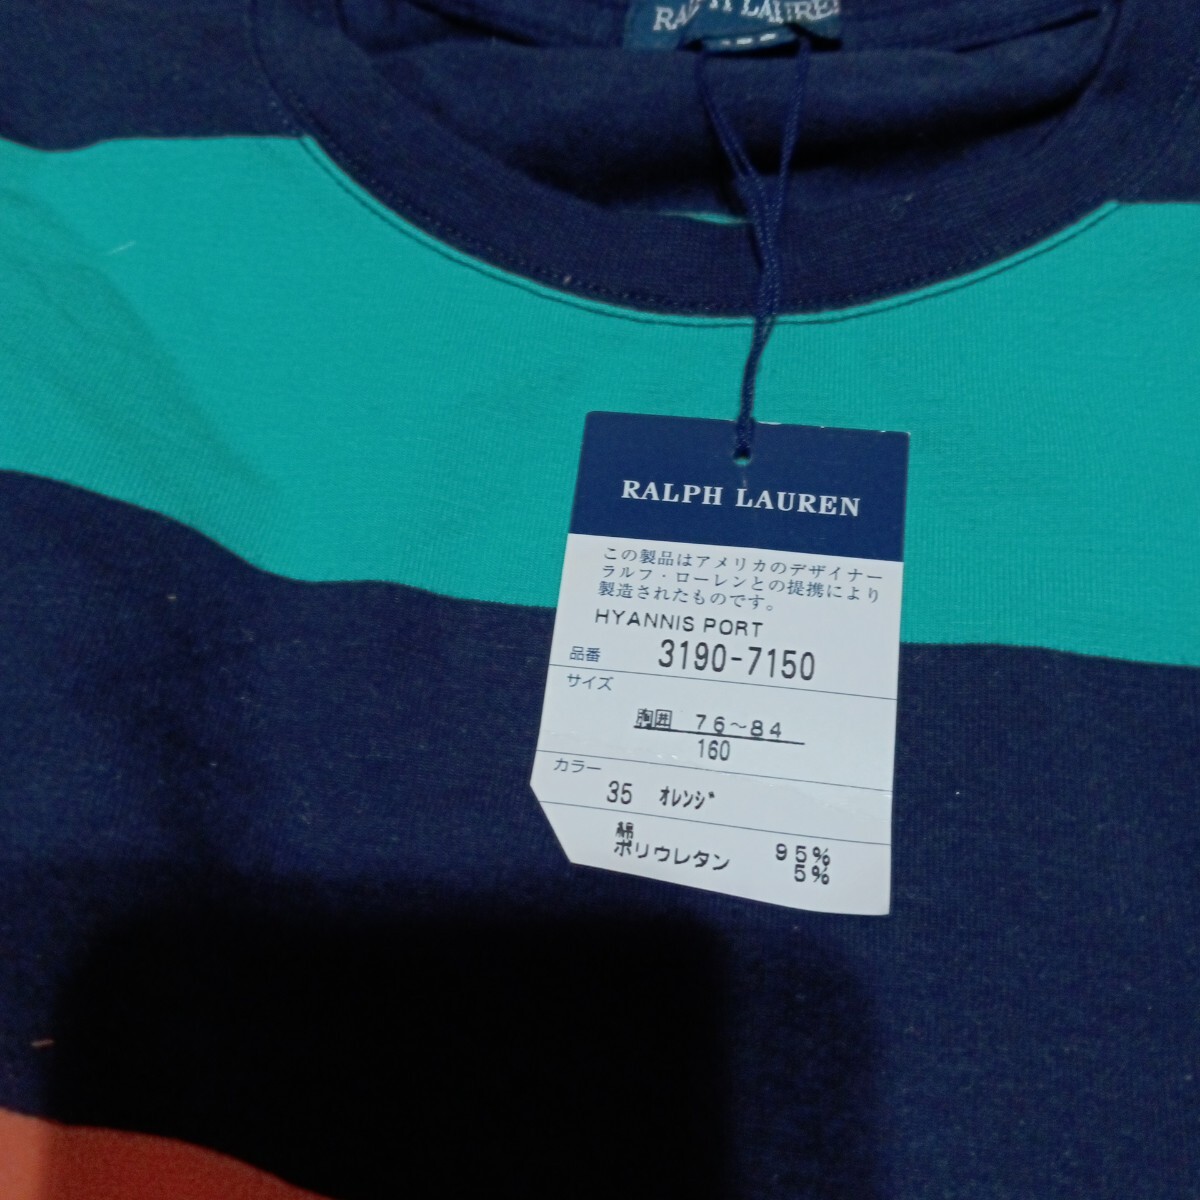 RALPH LAUREN
RALPH LAUREN
この製品はアメリカのデザイナー
ラルフ・ローレンとの提携により
製造されたものです。
HYANNIS PORT
品番 3190-7150
サイズ
胸囲 76~84
160
カラー
35 オレンジ
綿 95%
ポリウレタン 5%